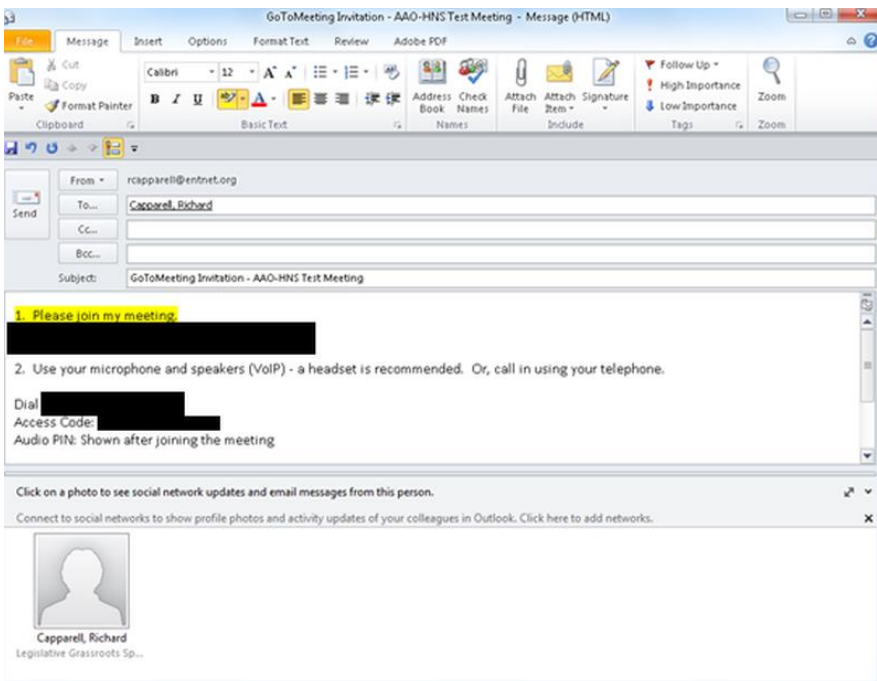 GoToMeeting Invitation - AAO-HNS Test Meeting - Message (HTML)
File Message Insert Options Format Text Review Adobe PDF
Paste
Cut
Copy
Format Painter
Clipboard
Calibri 12 A A
B I U A
Basic Text
Address Book
Check Names
Names
Attach File
Attach Item
Signature
Include
Follow Up
High Importance
Low Importance
Tags
Zoom
Zoom
Send
From rcapparell@entnet.org
To... Capparell, Richard
Cc...
Bcc...
Subject: GoToMeeting Invitation - AAO-HNS Test Meeting
1. Please join my meeting.
2. Use your microphone and speakers (VoIP) - a headset is recommended. Or, call in using your telephone.
Dial
Access Code:
Audio PIN: Shown after joining the meeting
Click on a photo to see social network updates and email messages from this person.
Connect to social networks to show profile photos and activity updates of your colleagues in Outlook. Click here to add networks.
Capparell, Richard
Legislative Grassroots Sp...